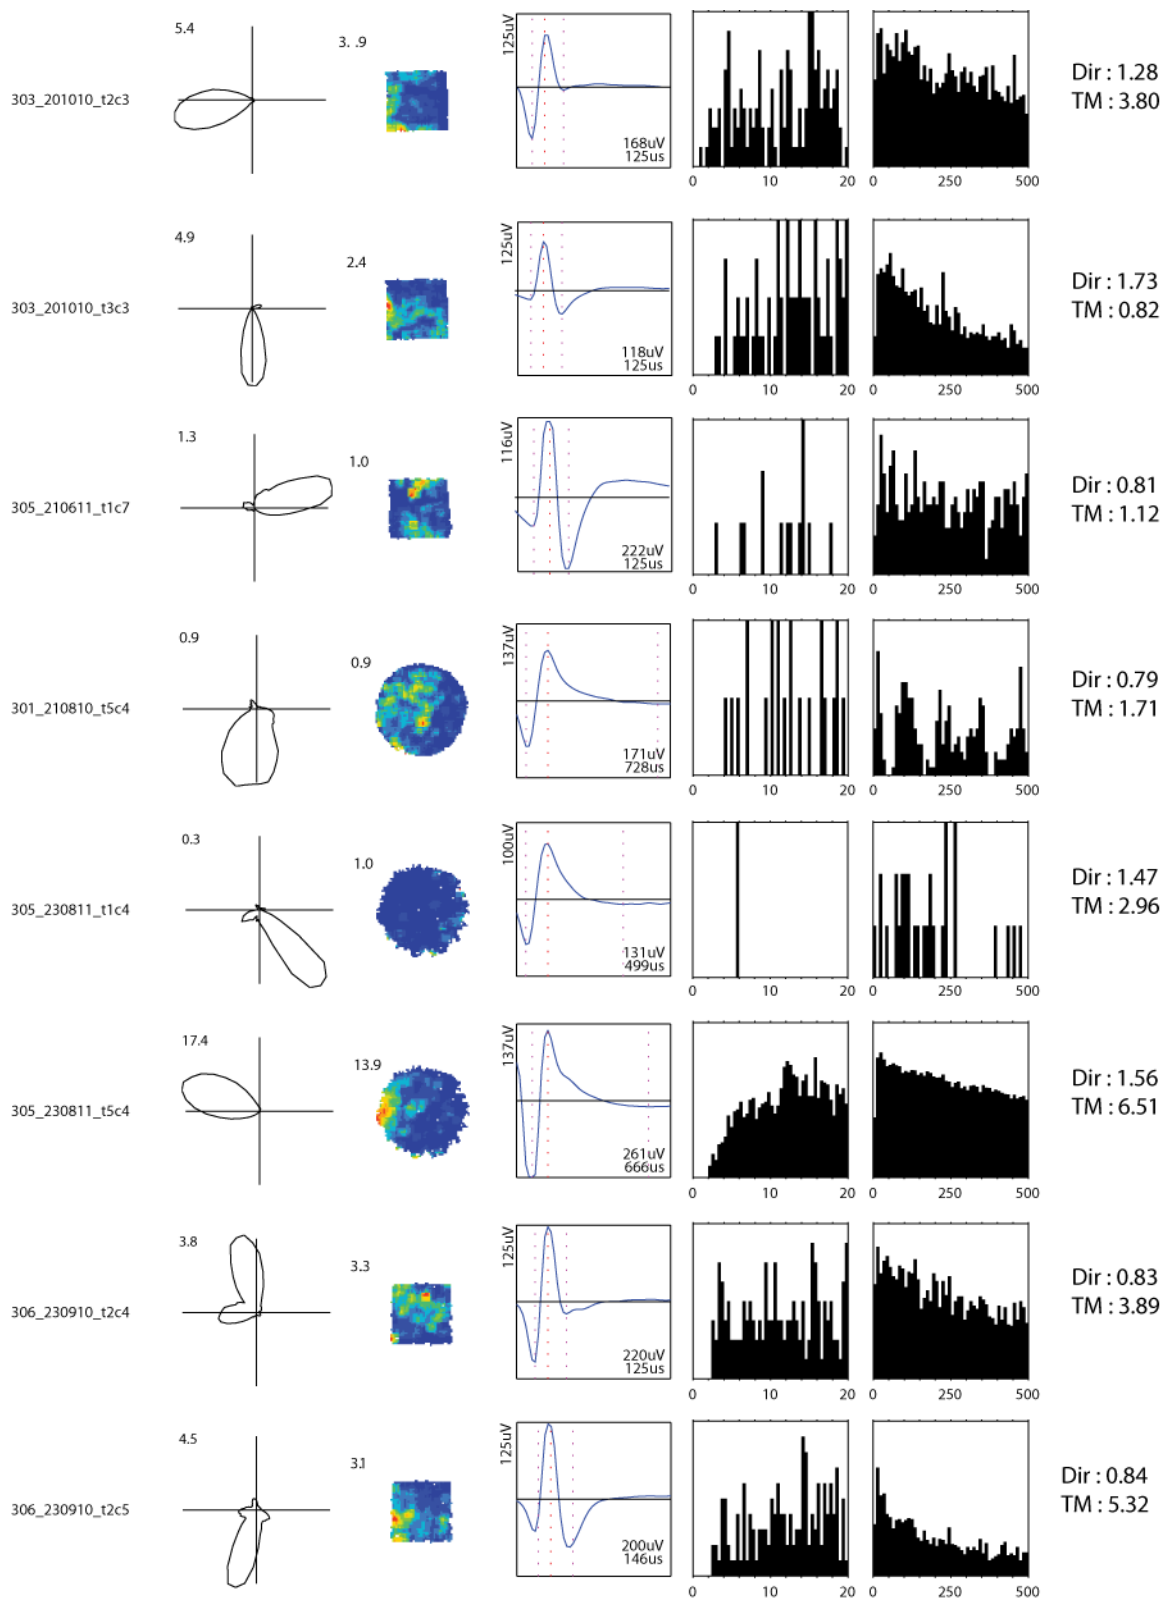 5.4
3. .9
303_201010_t2c3
125uV
168uV
125us
0 10 20
0 250 500
Dir : 1.28
TM : 3.80
4.9
2.4
303_201010_t3c3
125uV
118uV
125us
0 10 20
0 250 500
Dir : 1.73
TM : 0.82
1.3
1.0
305_210611_t1c7
116uV
222uV
125us
0 10 20
0 250 500
Dir : 0.81
TM : 1.12
0.9
0.9
301_210810_t5c4
137uV
171uV
728us
0 10 20
0 250 500
Dir : 0.79
TM : 1.71
0.3
1.0
305_230811_t1c4
100uV
131uV
499us
0 10 20
0 250 500
Dir : 1.47
TM : 2.96
17.4
13.9
305_230811_t5c4
137uV
261uV
666us
0 10 20
0 250 500
Dir : 1.56
TM : 6.51
3.8
3.3
306_230910_t2c4
125uV
220uV
125us
0 10 20
0 250 500
Dir : 0.83
TM : 3.89
4.5
3.1
306_230910_t2c5
125uV
200uV
146us
0 10 20
0 250 500
Dir : 0.84
TM : 5.32